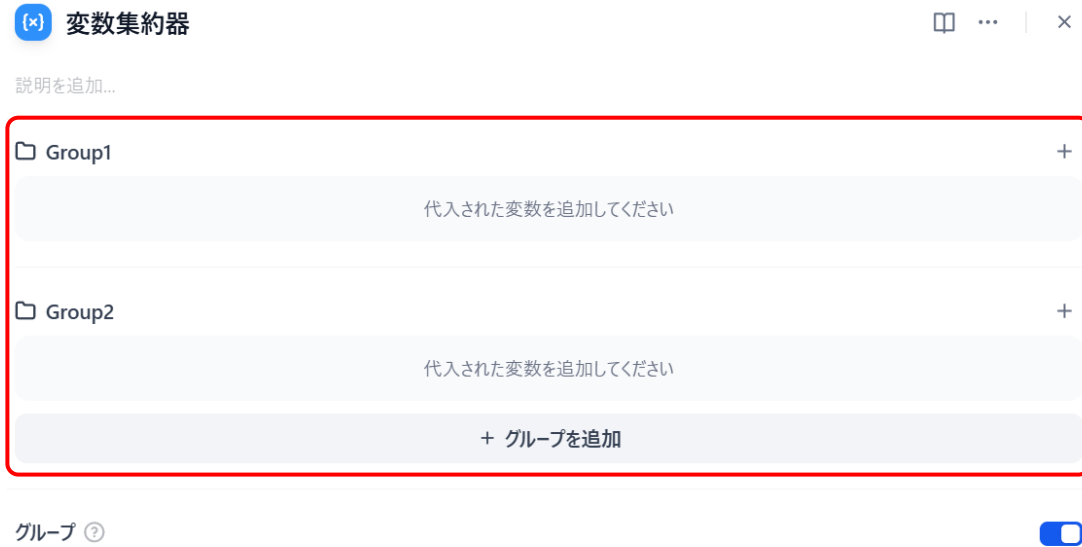 {×} 変数集約器
説明を追加...
Group1
代入された変数を追加してください
Group2
代入された変数を追加してください
+ グループを追加
グループ ?